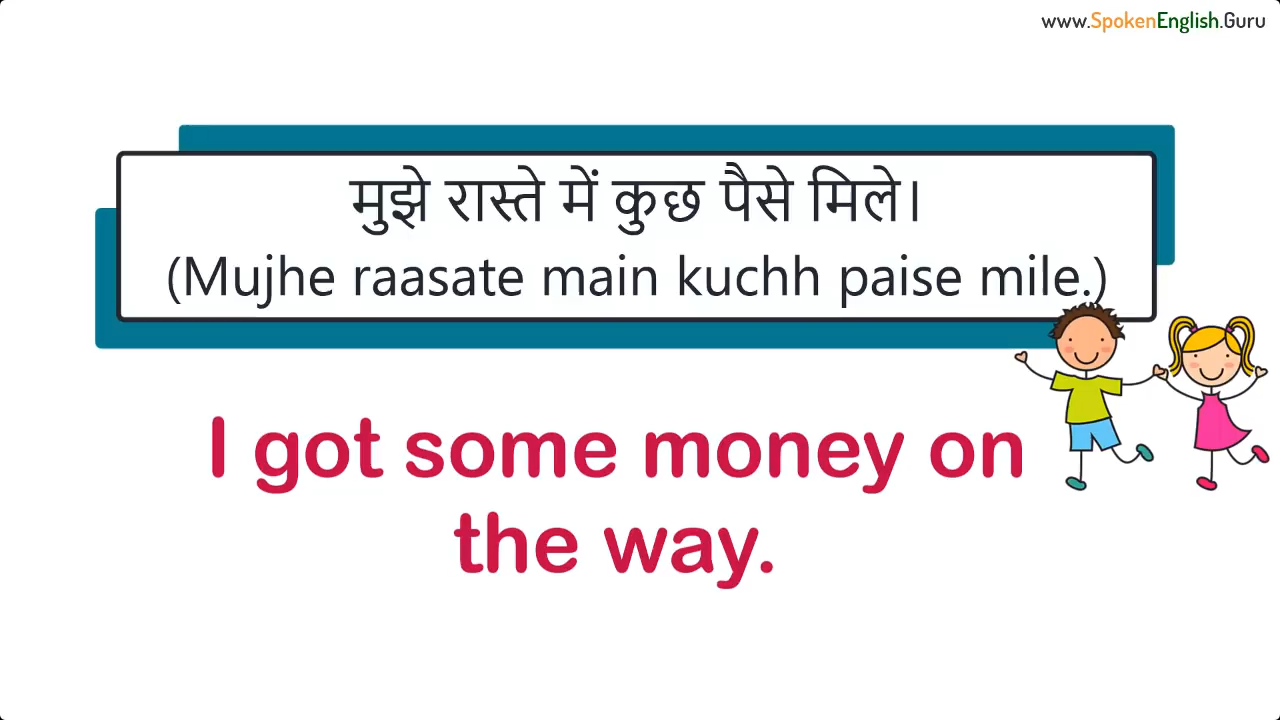 www.SpokenEnglish.Guru
मुझे रास्ते में कुछ पैसे मिले।
(Mujhe raasate main kuchh paise mile.)
I got some money on
the way.